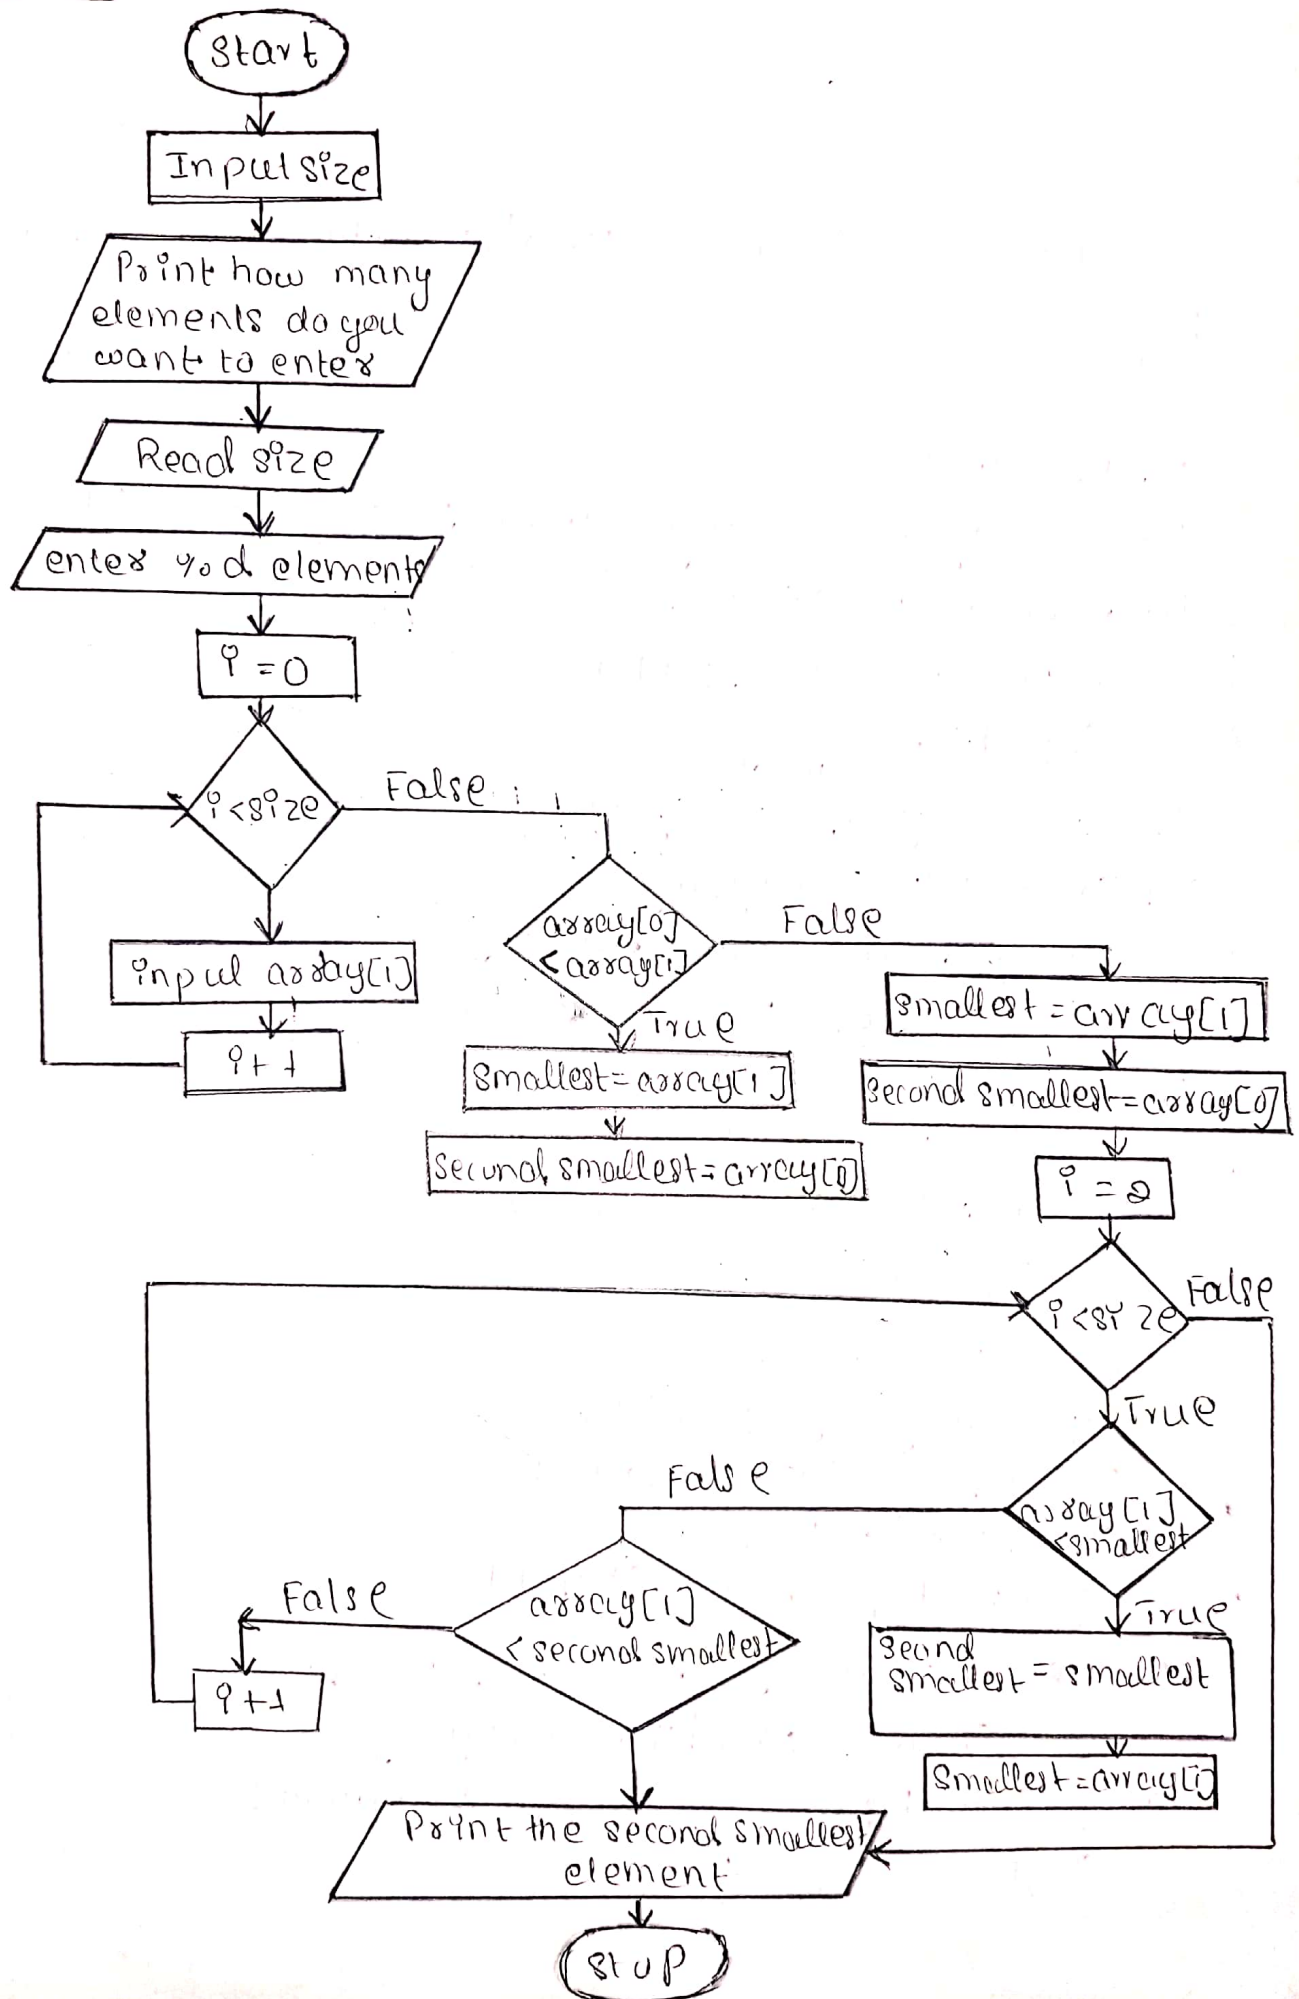 Start
Input size
Print how many
elements do you
want to enter
Read size
enter %d elements
i = 0
i<size
False
input array[i]
i+1
array[0]
< array[1]
False
True
smallest = array[1]
second smallest = array[0]
smallest = array[1]
second smallest = array[0]
i = 2
i<size
False
True
array[i]
<smallest
False
True
array[i]
< second smallest
False
i+1
second
smallest = smallest
Smallest = array[i]
Print the second smallest
element
Stop